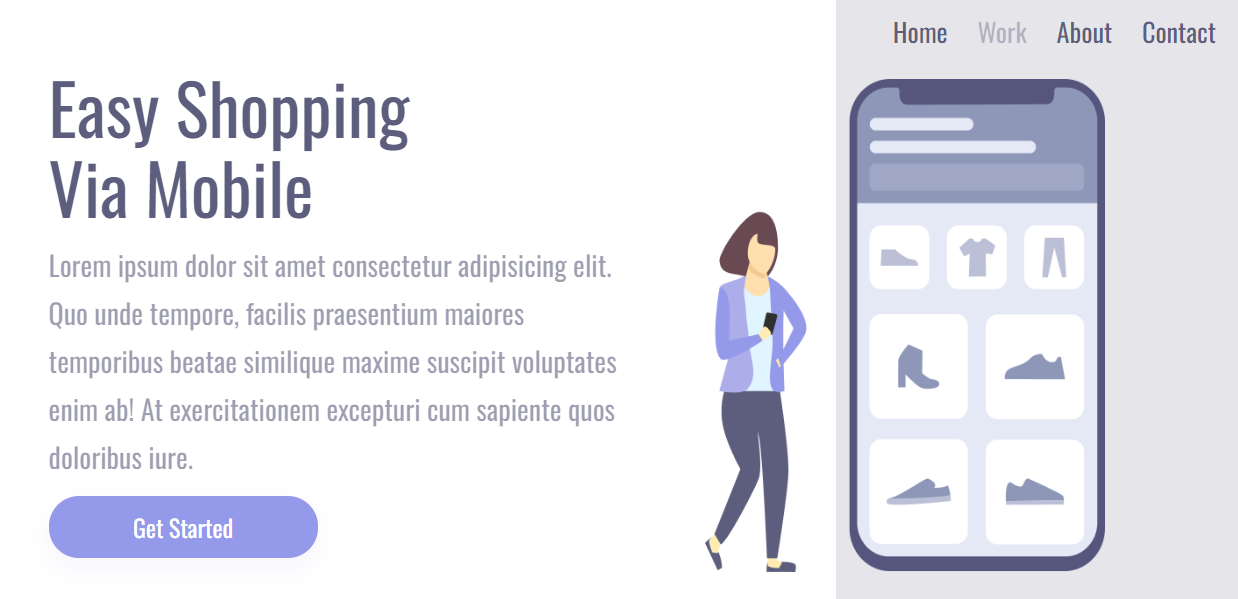 Home Work About Contact
Easy Shopping
Via Mobile
Lorem ipsum dolor sit amet consectetur adipisicing elit.
Quo unde tempore, facilis praesentium maiores
temporibus beatae similique maxime suscipit voluptates
enim ab! At exercitationem excepturi cum sapiente quos
doloribus iure.
Get Started